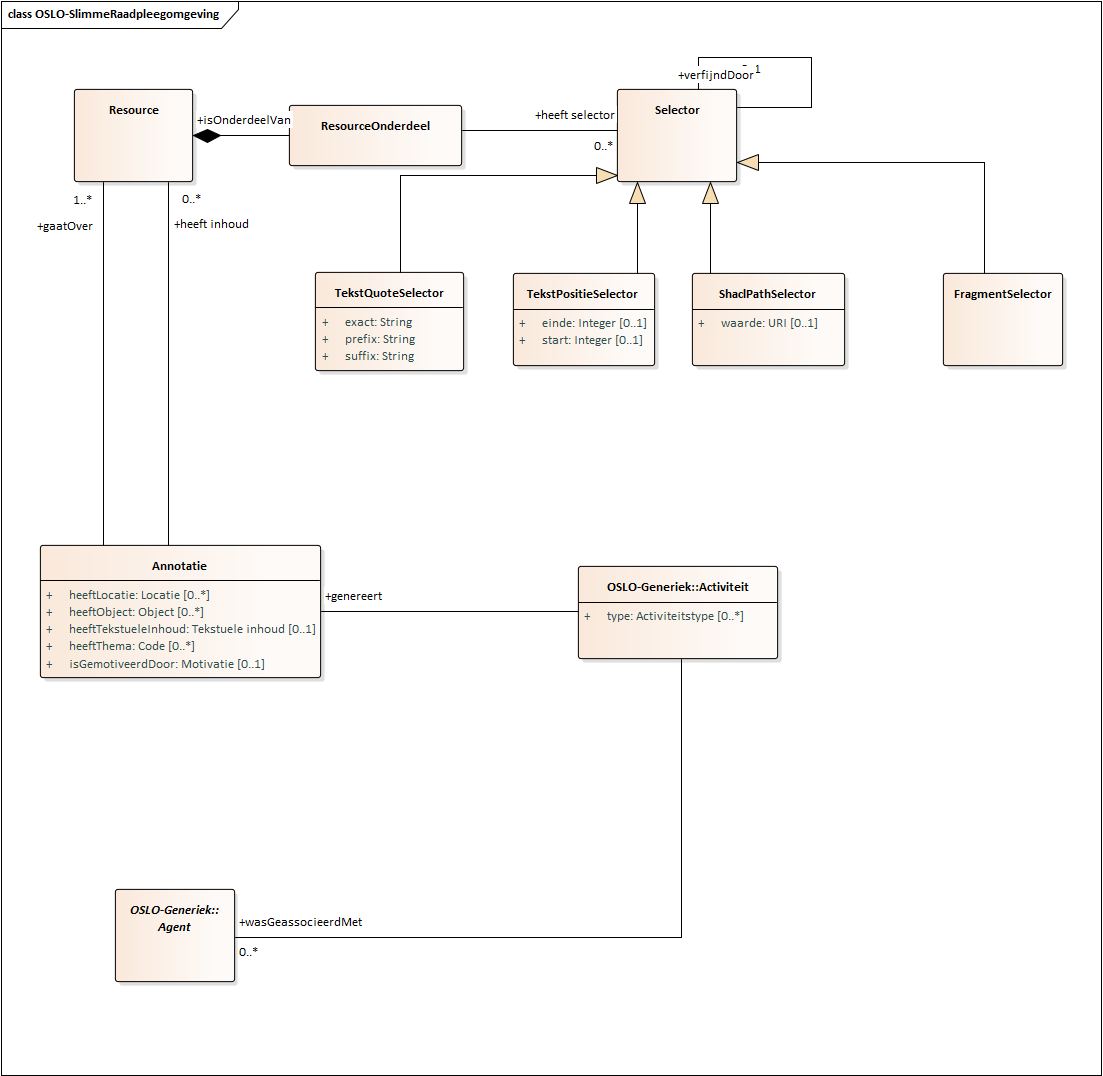 class OSLO-SlimmeRaadpleegomgeving
+verfijndDoor
1
Resource
+isOnderdeelVan
ResourceOnderdeel
+heeft selector
0..*
Selector
1..*
+gaatOver
0..*
+heeft inhoud
TekstQuoteSelector
+ exact: String
+ prefix: String
+ suffix: String
TekstPositieSelector
+ einde: Integer [0..1]
+ start: Integer [0..1]
ShaclPathSelector
+ waarde: URI [0..1]
FragmentSelector
Annotatie
+ heeftLocatie: Locatie [0..*]
+ heeftObject: Object [0..*]
+ heeftTekstueleInhoud: Tekstuele inhoud [0..1]
+ heeftThema: Code [0..*]
+ isGemotiveerdDoor: Motivatie [0..1]
+genereert
OSLO-Generiek::Activiteit
+ type: Activiteitstype [0..*]
OSLO-Generiek::
Agent
+wasGeassocieerdMet
0..*